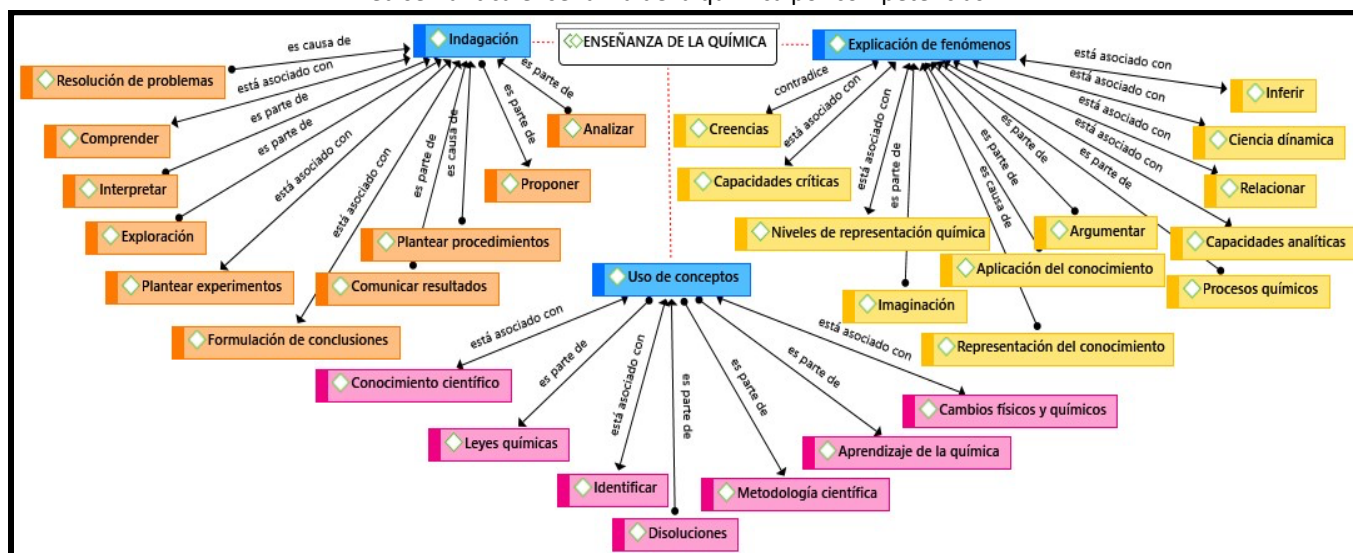 Indagación
ENSEÑANZA DE LA QUÍMICA
Explicación de fenómenos
es causa de
Resolución de problemas
está asociado con
Comprender
es parte de
Interpretar
es parte de
Exploración
está asociado con
Plantear experimentos
está asociado con
Formulación de conclusiones
es parte de
Comunicar resultados
es causa de
Plantear procedimientos
es parte de
Proponer
es parte de
Analizar
contradice
Creencias
está asociado con
Capacidades críticas
está asociado con
Niveles de representación química
es parte de
Imaginación
es causa de
Representación del conocimiento
es parte de
Aplicación del conocimiento
es parte de
Argumentar
es parte de
Procesos químicos
está asociado con
Capacidades analíticas
está asociado con
Relacionar
está asociado con
Ciencia dínamica
está asociado con
Inferir
Uso de conceptos
está asociado con
Conocimiento científico
es parte de
Leyes químicas
está asociado con
Identificar
es parte de
Disoluciones
es parte de
Metodología científica
es parte de
Aprendizaje de la química
está asociado con
Cambios físicos y químicos